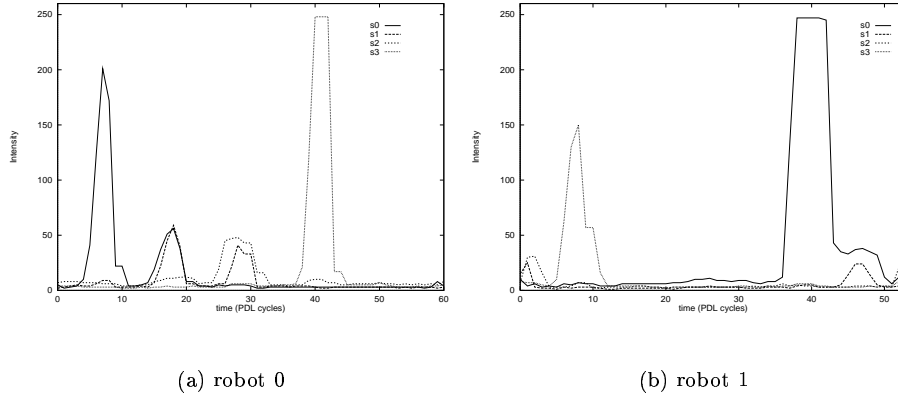 250
200
150
100
50
0
Intensity
0 10 20 30 40 50 60
time (PDL cycles)
s0
s1
s2
s3
(a) robot 0
250
200
150
100
50
0
Intensity
0 10 20 30 40 50
time (PDL cycles)
s0
s1
s2
s3
(b) robot 1